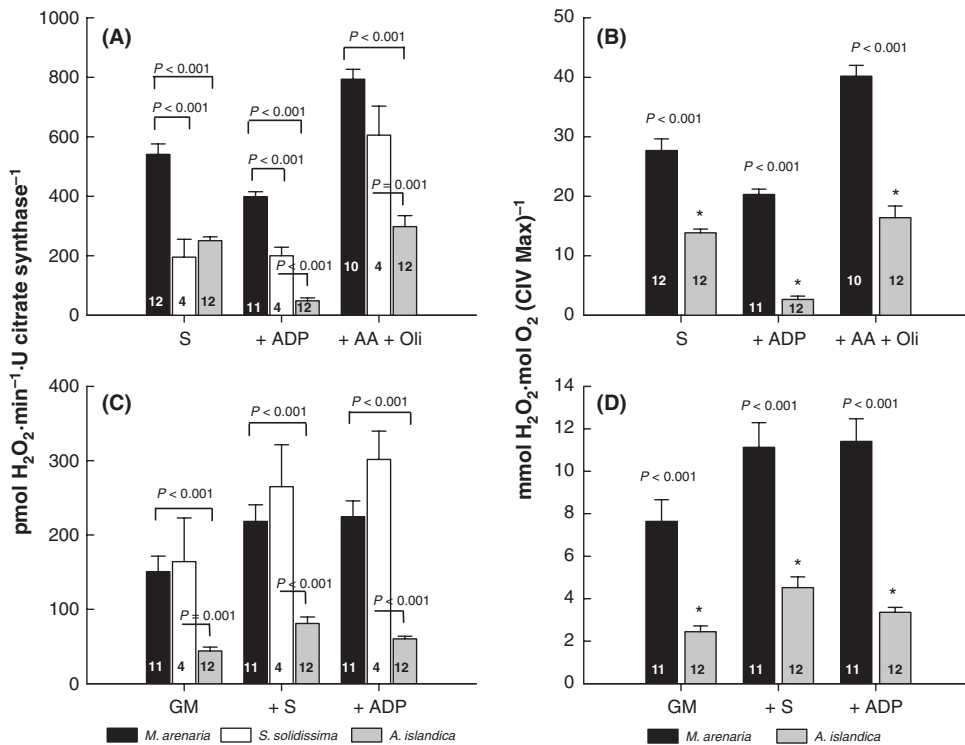 pmol H₂O₂·min⁻¹·U citrate synthase⁻¹
(A)
1000
800
600
400
200
0
P < 0.001
P < 0.001
P < 0.001
P < 0.001
P < 0.001
P < 0.001
P = 0.001
12 4 12 11 4 12 10 4 12
S + ADP + AA + Oli
mmol H₂O₂·mol O₂ (CIV Max)⁻¹
(B)
50
40
30
20
10
0
P < 0.001
P < 0.001
P < 0.001
* * *
12 12 11 12 10 12
S + ADP + AA + Oli
(C)
400
300
200
100
0
P < 0.001
P < 0.001
P < 0.001
P = 0.001
P < 0.001
P < 0.001
11 4 12 11 4 12 11 4 12
GM + S + ADP
M. arenaria S. solidissima A. islandica
(D)
14
12
10
8
6
4
2
0
P < 0.001
P < 0.001
P < 0.001
* * *
11 12 11 12 11 12
GM + S + ADP
M. arenaria A. islandica